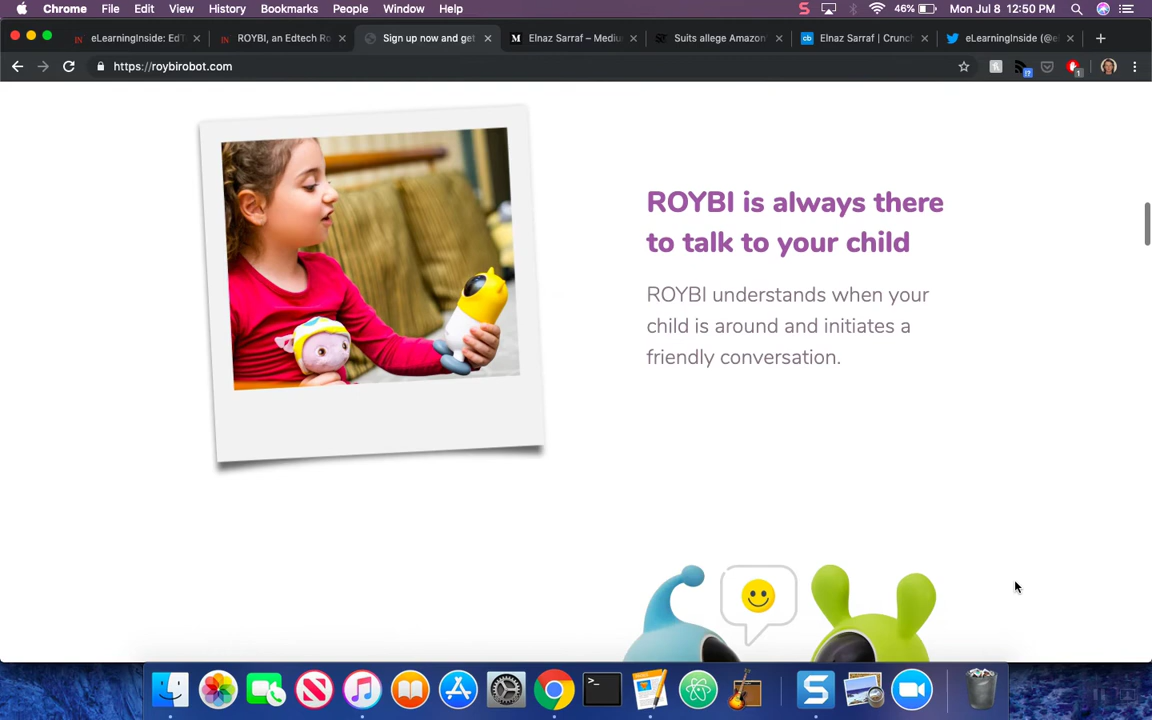 Chrome File Edit View History Bookmarks People Window Help 46% Mon Jul 8 12:50 PM
eLearningInside: EdT ROYBI, an Edtech Ro Sign up now and get Elnaz Sarraf – Mediu Suits allege Amazon' Elnaz Sarraf | Crunch eLearningInside (@e
https://roybirobot.com
ROYBI is always there
to talk to your child
ROYBI understands when your
child is around and initiates a
friendly conversation.